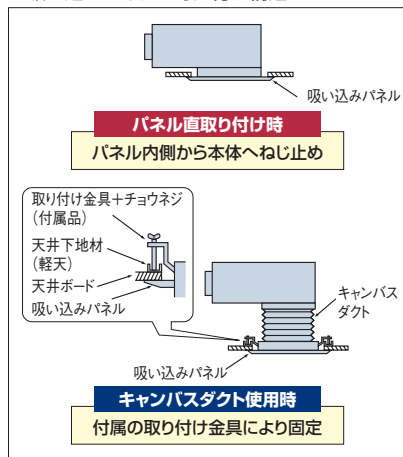 吸い込みパネル
パネル直取り付け時
パネル内側から本体へねじ止め
取り付け金具+チョウネジ
(付属品)
天井下地材
(軽天)
天井ボード
吸い込みパネル
キャンバス
ダクト
吸い込みパネル
キャンバスダクト使用時
付属の取り付け金具により固定